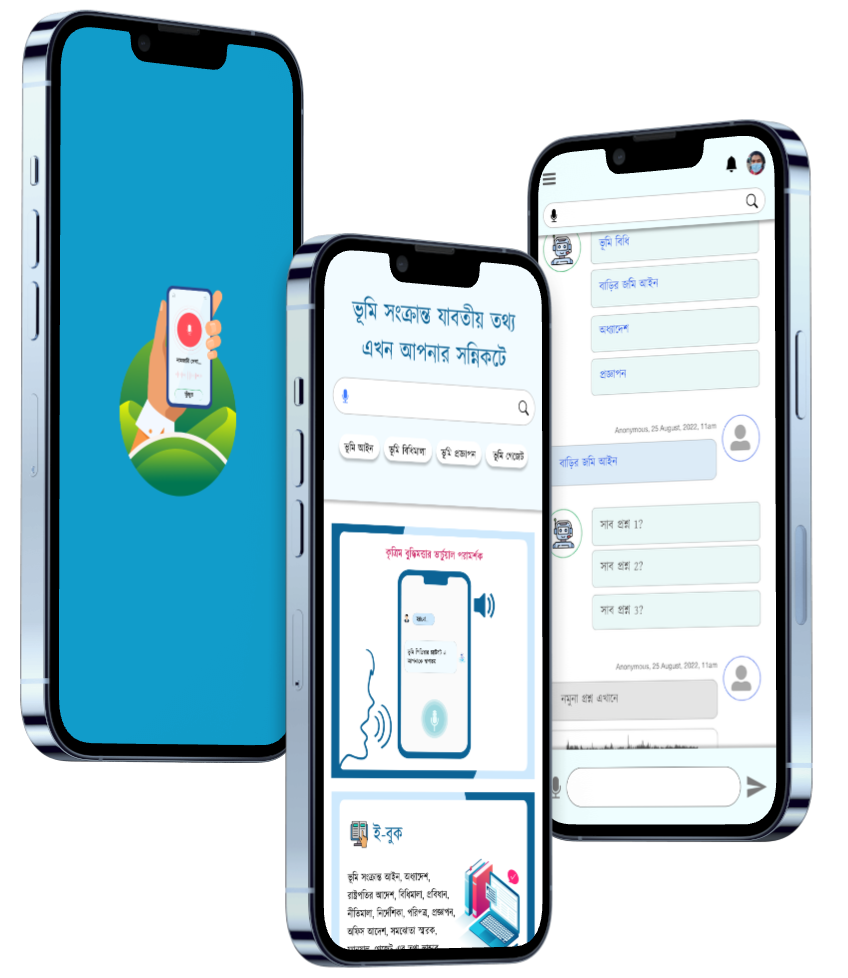 ভূমি সংক্রান্ত যাবতীয় তথ্য
এখন আপনার সন্নিকটে
ভূমি আইন
ভূমি বিধিমালা
ভূমি প্রজ্ঞাপন
ভূমি গেজেট
কৃত্রিম বুদ্ধিমত্তার ভার্চুয়াল পরামর্শক
ই-বুক
ভূমি সংক্রান্ত আইন, অধ্যাদেশ,
রাষ্ট্রপতির আদেশ, বিধিমালা, প্রবিধান,
নীতিমালা, নির্দেশিকা, পরিপত্র, প্রজ্ঞাপন,
অফিস আদেশ, সমঝোতা স্মারক,
ভূমি বিধি
বাড়ির জমি আইন
অধ্যাদেশ
প্রজ্ঞাপন
Anonymous, 25 August, 2022, 11am
বাড়ির জমি আইন
সাব প্রশ্ন 1?
সাব প্রশ্ন 2?
সাব প্রশ্ন 3?
Anonymous, 25 August, 2022, 11am
নমুনা প্রশ্ন এখানে